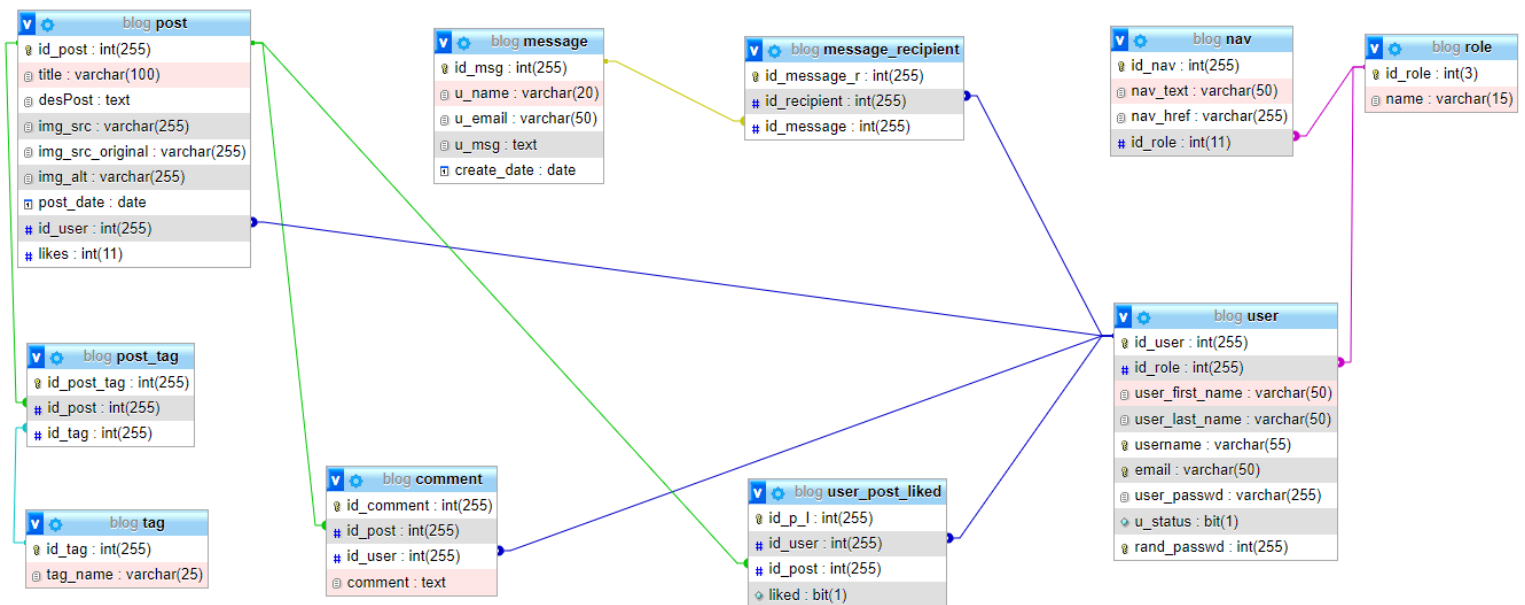 blog post
id_post : int(255)
title : varchar(100)
desPost : text
img_src : varchar(255)
img_src_original : varchar(255)
img_alt : varchar(255)
post_date : date
# id_user : int(255)
# likes : int(11)
blog message
id_msg : int(255)
u_name : varchar(20)
u_email : varchar(50)
u_msg : text
create_date : date
blog message_recipient
id_message_r : int(255)
# id_recipient : int(255)
# id_message : int(255)
blog nav
id_nav : int(255)
nav_text : varchar(50)
nav_href : varchar(255)
# id_role : int(11)
blog role
id_role : int(3)
name : varchar(15)
blog post_tag
id_post_tag : int(255)
# id_post : int(255)
# id_tag : int(255)
blog tag
id_tag : int(255)
tag_name : varchar(25)
blog comment
id_comment : int(255)
# id_post : int(255)
# id_user : int(255)
comment : text
blog user_post_liked
id_p_l : int(255)
# id_user : int(255)
# id_post : int(255)
liked : bit(1)
blog user
id_user : int(255)
# id_role : int(255)
user_first_name : varchar(50)
user_last_name : varchar(50)
username : varchar(55)
email : varchar(50)
user_passwd : varchar(255)
u_status : bit(1)
rand_passwd : int(255)